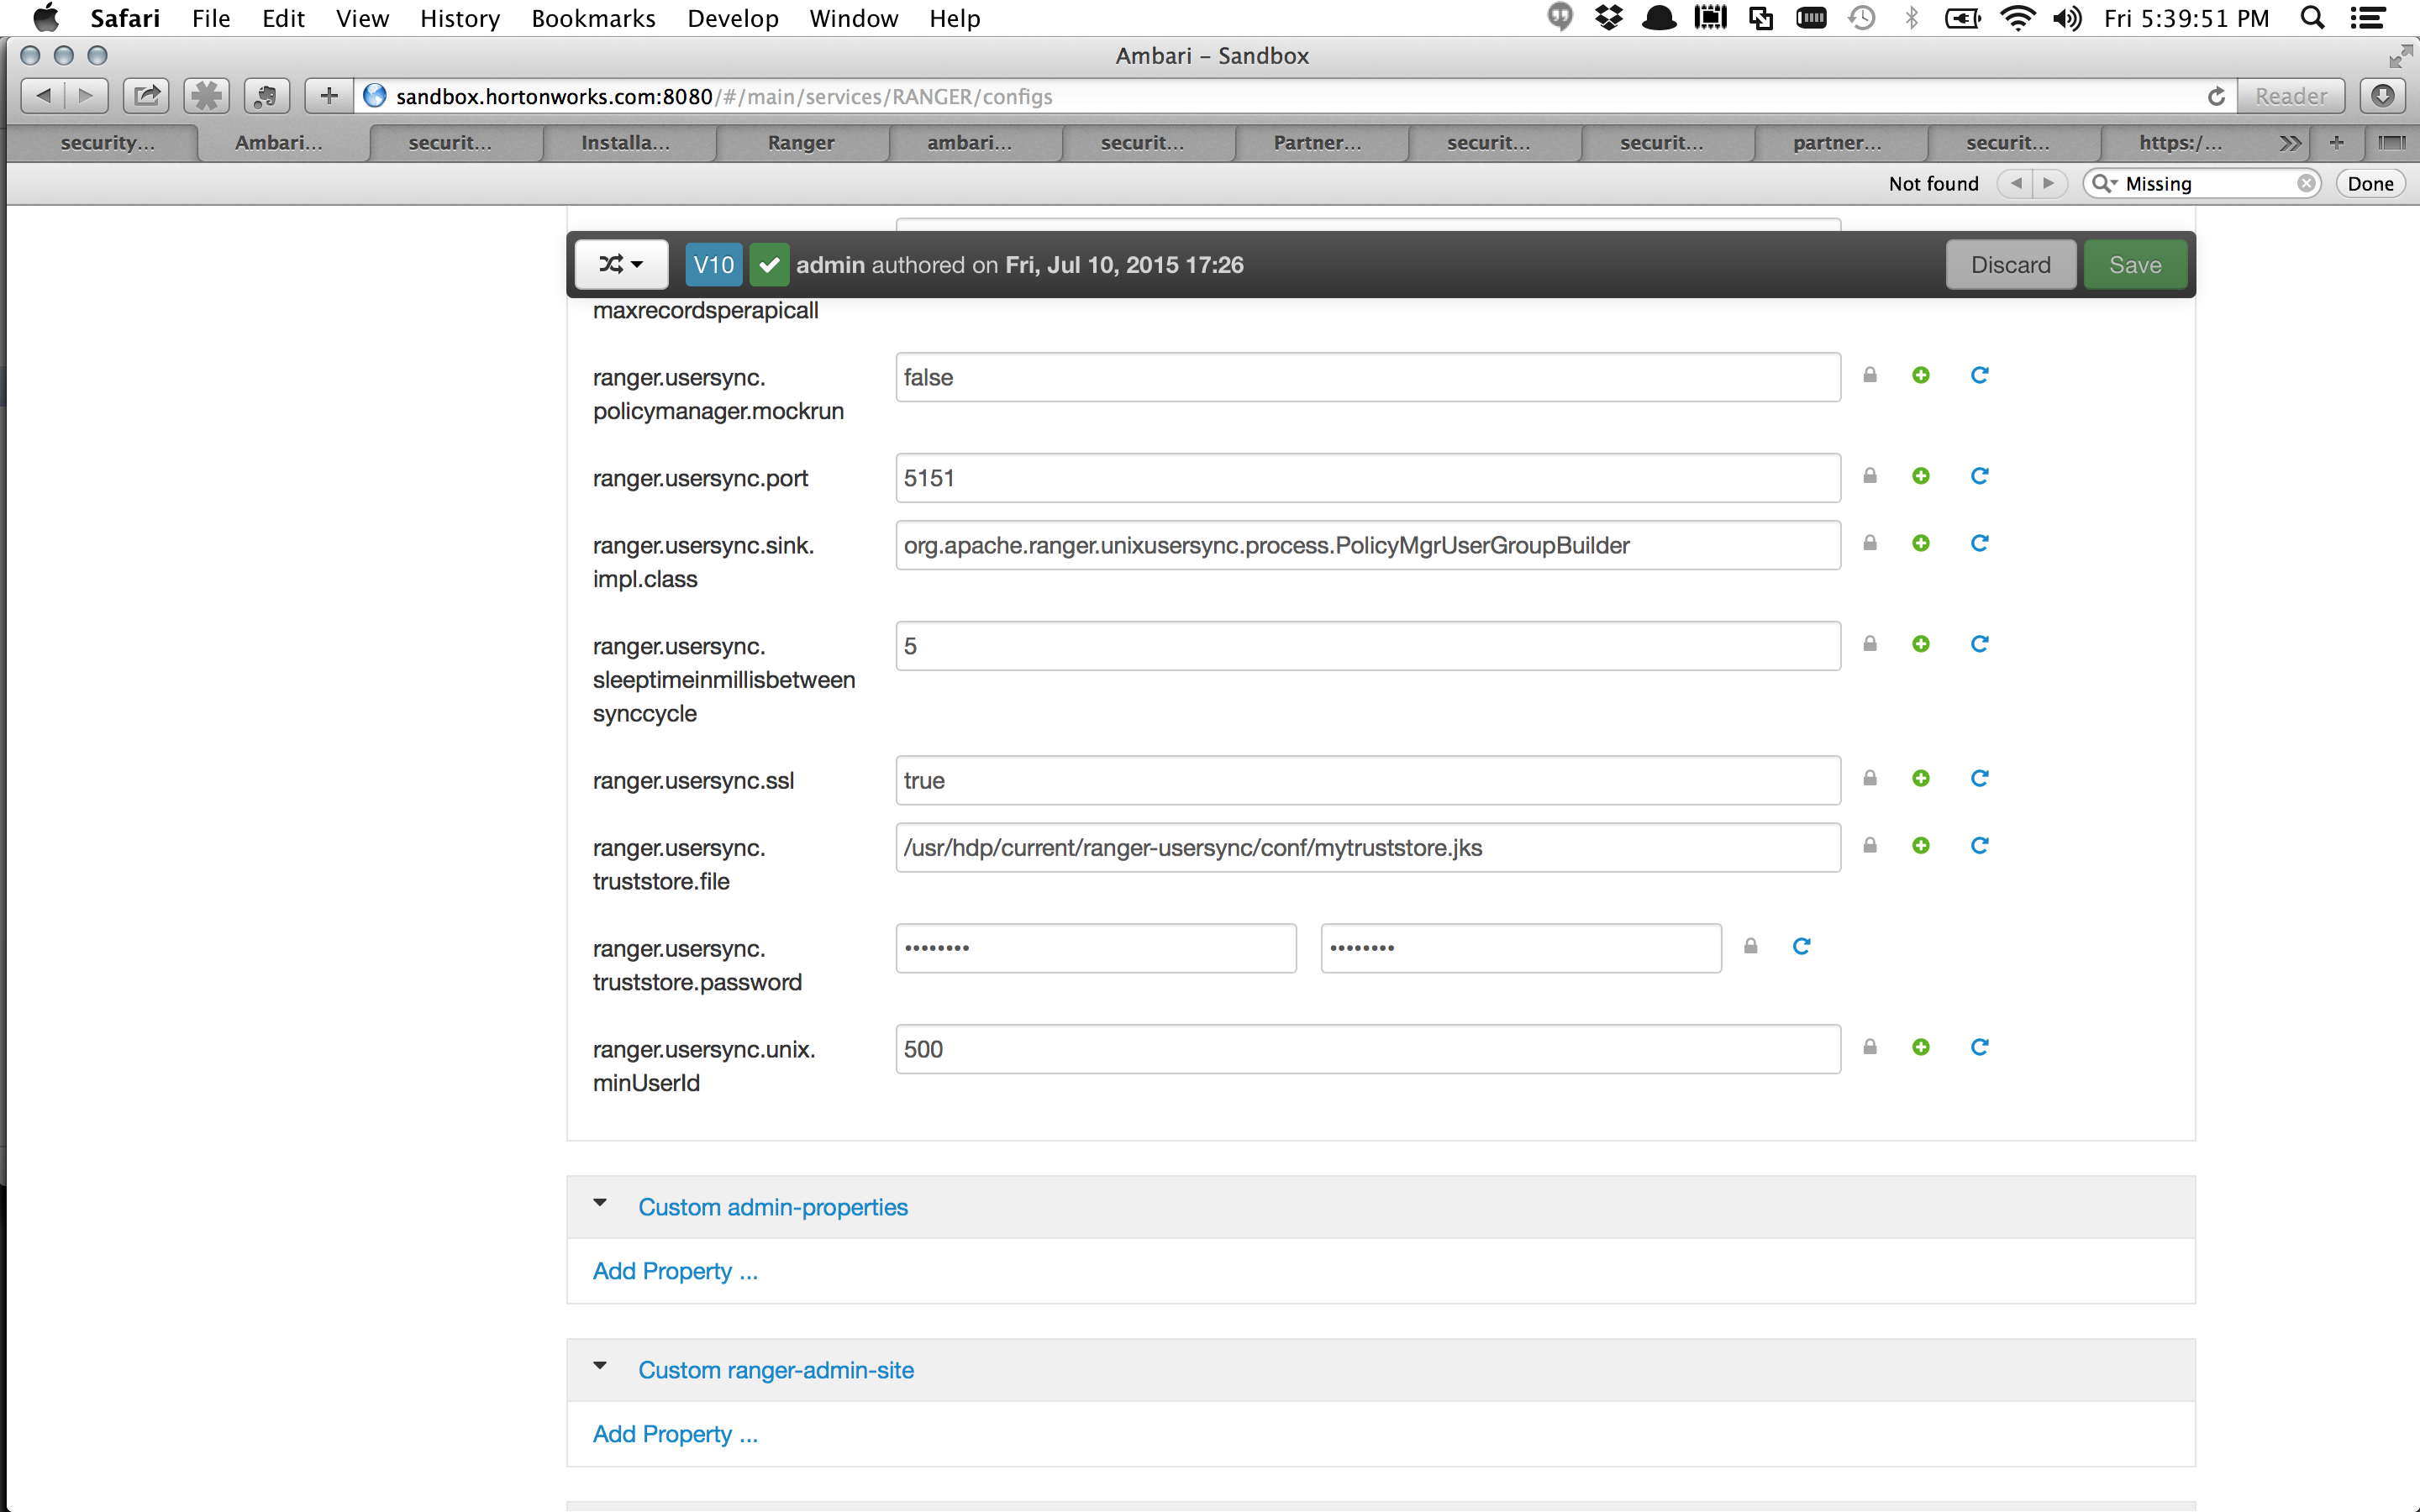 Safari File Edit View History Bookmarks Develop Window Help Fri 5:39:51 PM
Ambari – Sandbox
sandbox.hortonworks.com:8080/#/main/services/RANGER/configs Reader
security... Ambari... securit... Installa... Ranger ambari... securit... Partner... securit... securit... partner... securit... https:/...
Not found Missing Done
V10 admin authored on Fri, Jul 10, 2015 17:26 Discard Save
maxrecordsperapicall
ranger.usersync. false
policymanager.mockrun
ranger.usersync.port 5151
ranger.usersync.sink. org.apache.ranger.unixusersync.process.PolicyMgrUserGroupBuilder
impl.class
ranger.usersync. 5
sleeptimeinmillisbetween
synccycle
ranger.usersync.ssl true
ranger.usersync. /usr/hdp/current/ranger-usersync/conf/mytruststore.jks
truststore.file
ranger.usersync. •••••••• ••••••••
truststore.password
ranger.usersync.unix. 500
minUserId
Custom admin-properties
Add Property ...
Custom ranger-admin-site
Add Property ...